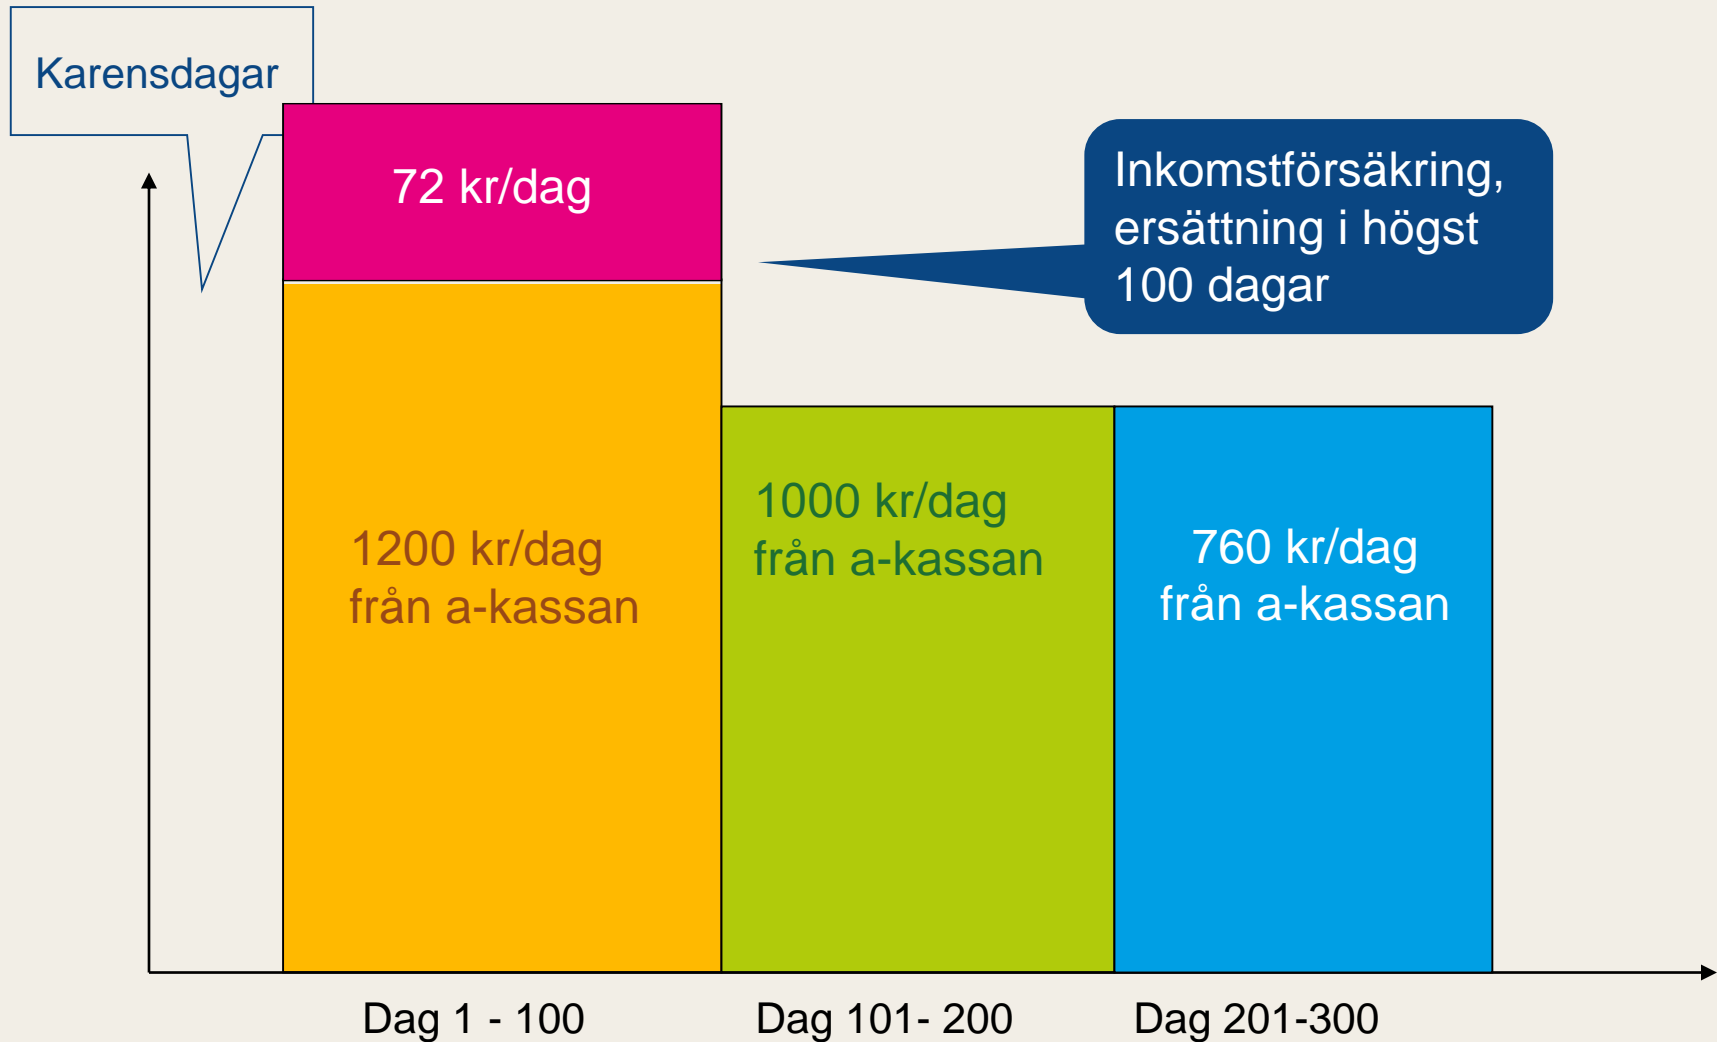 Karensdagar
72 kr/dag
Inkomstförsäkring,
ersättning i högst
100 dagar
1200 kr/dag
från a-kassan
1000 kr/dag
från a-kassan
760 kr/dag
från a-kassan
Dag 1 - 100
Dag 101- 200
Dag 201-300